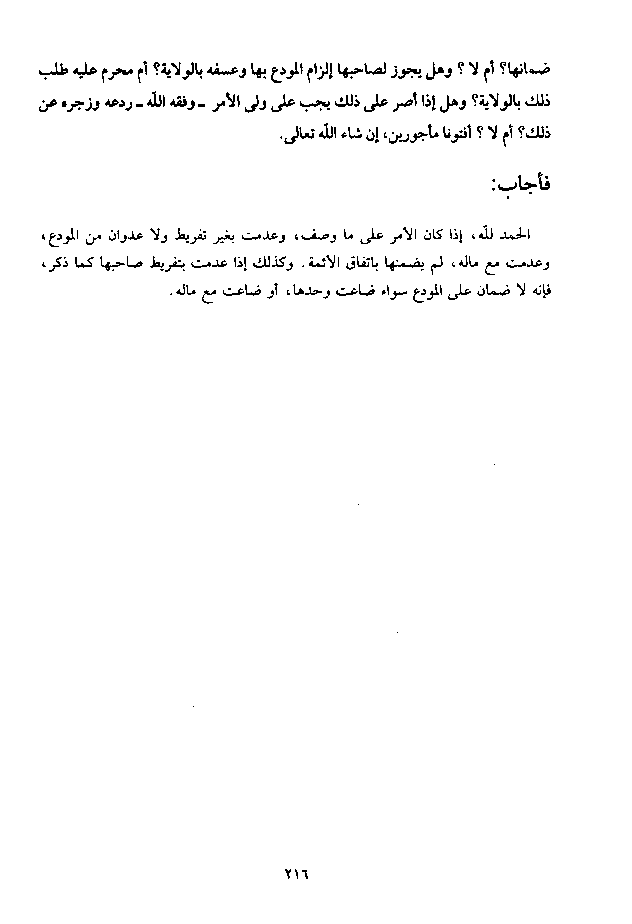 ضمانها؟ أم لا ؟ وهل يجوز لصاحبها إلزام المودع بها وعسفه بالولاية؟ أم محرم عليه طلب
ذلك بالولاية؟ وهل إذا أصر على ذلك يجب على ولى الأمر ــ وفقه الله ــ ردعه وزجره عن
ذلك؟ أم لا ؟ أفتونا مأجورين، إن شاء الله تعالى.
فأجاب:
الحمد لله، إذا كان الأمر على ما وصف، وعدمت بغير تفريط ولا عدوان من المودع،
وعدمت مع ماله، لم يضمنها باتفاق الأئمة. وكذلك إذا عدمت بتفريط صاحبها كما ذكر،
فإنه لا ضمان على المودع سواء ضاعت وحدها، أو ضاعت مع ماله.
٢١٦